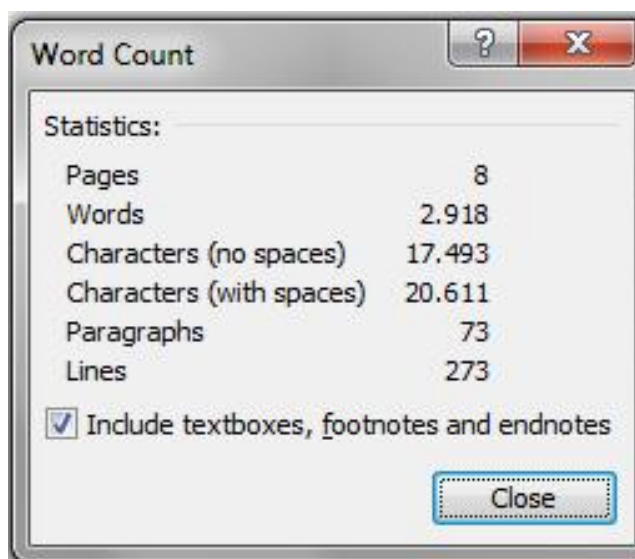 Word Count
Statistics:
Pages 8
Words 2.918
Characters (no spaces) 17.493
Characters (with spaces) 20.611
Paragraphs 73
Lines 273
Include textboxes, footnotes and endnotes
Close